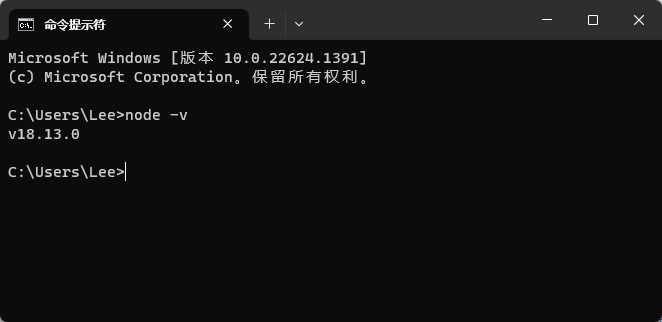 命令提示符
Microsoft Windows [版本 10.0.22624.1391]
(c) Microsoft Corporation。保留所有权利。
C:\Users\Lee>node -v
v18.13.0
C:\Users\Lee>